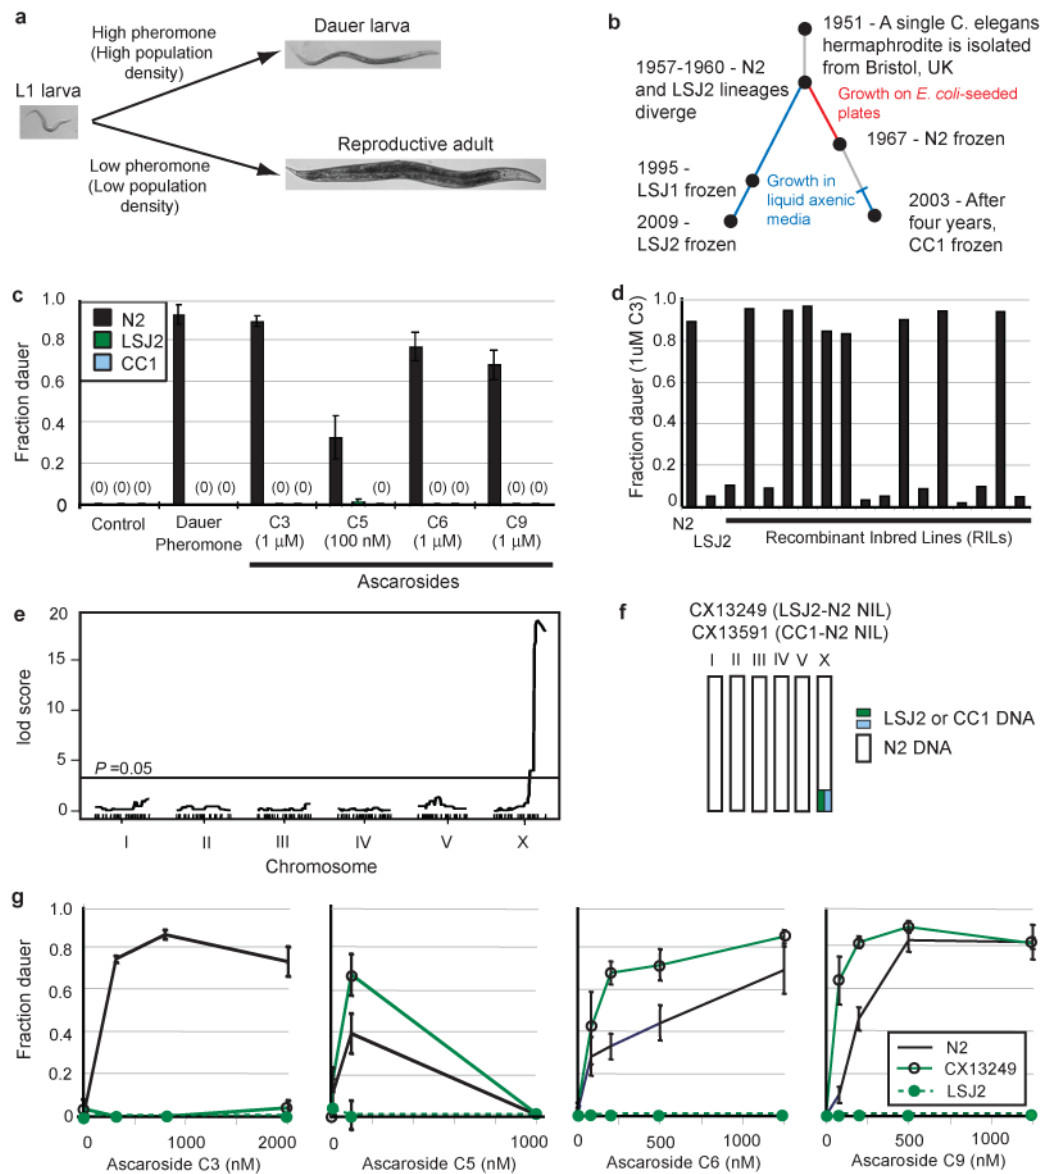 a
High pheromone
(High population
density)
Dauer larva
L1 larva
Low pheromone
(Low population
density)
Reproductive adult
b
1951 - A single C. elegans
hermaphrodite is isolated
from Bristol, UK
1957-1960 - N2
and LSJ2 lineages
diverge
Growth on E. coli-seeded
plates
1967 - N2 frozen
1995 -
LSJ1 frozen
Growth in
liquid axenic
media
2009 -
LSJ2 frozen
2003 - After
four years,
CC1 frozen
c
Fraction dauer
1.0
0.8
0.6
0.4
0.2
0
N2
LSJ2
CC1
(0) (0) (0)
(0) (0)
(0) (0)
(0)
(0) (0)
(0) (0)
Control
Dauer
Pheromone
C3
(1 μM)
C5
(100 nM)
C6
(1 μM)
C9
(1 μM)
Ascarosides
d
Fraction dauer (1uM C3)
1.0
0.8
0.6
0.4
0.2
0
N2
LSJ2
Recombinant Inbred Lines (RILs)
e
lod score
20
15
10
5
0
P =0.05
I II III IV V X
Chromosome
f
CX13249 (LSJ2-N2 NIL)
CX13591 (CC1-N2 NIL)
I II III IV V X
LSJ2 or CC1 DNA
N2 DNA
g
Fraction dauer
1.0
0.8
0.6
0.4
0.2
0
0 1000 2000
Ascaroside C3 (nM)
0 1000
Ascaroside C5 (nM)
0 500 1000
Ascaroside C6 (nM)
0 500 1000
Ascaroside C9 (nM)
N2
CX13249
LSJ2